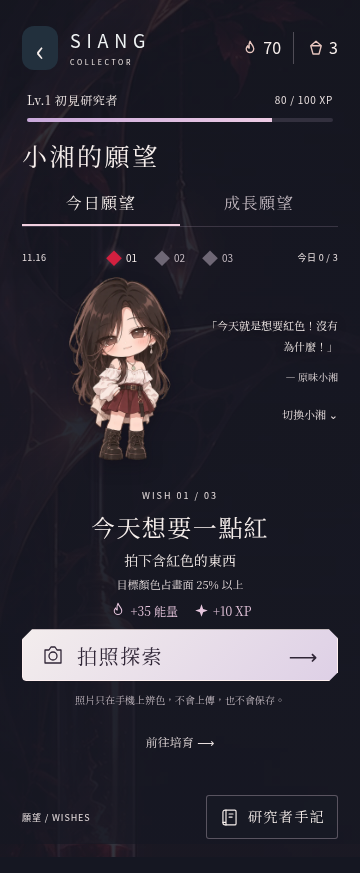 ‹ SIANG 70 3
COLLECTOR
Lv.1 初見研究者 80 / 100 XP
小湘的願望
今日願望 成長願望
11.16 01 02 03 今日 0 / 3
「今天就是想要紅色！沒有
為什麼！」
— 原味小湘
切換小湘 ⌄
WISH 01 / 03
今天想要一點紅
拍下含紅色的東西
目標顏色占畫面 25% 以上
+35 能量 +10 XP
拍照探索 ⟶
照片只在手機上辨色，不會上傳，也不會保存。
前往培育 ⟶
願望 / WISHES 研究者手記